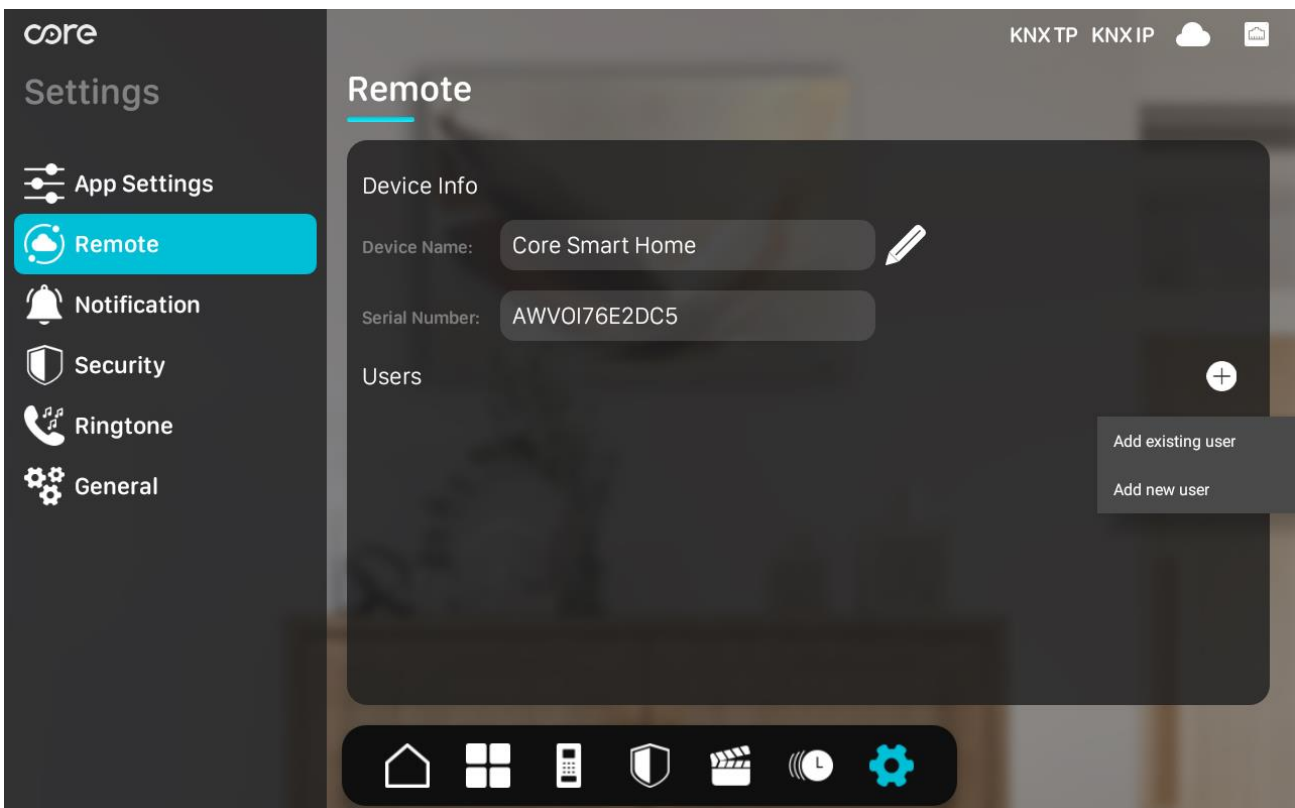 core
KNX TP KNX IP
Settings
Remote
App Settings
Remote
Notification
Security
Ringtone
General
Device Info
Device Name: Core Smart Home
Serial Number: AWVOI76E2DC5
Users
Add existing user
Add new user